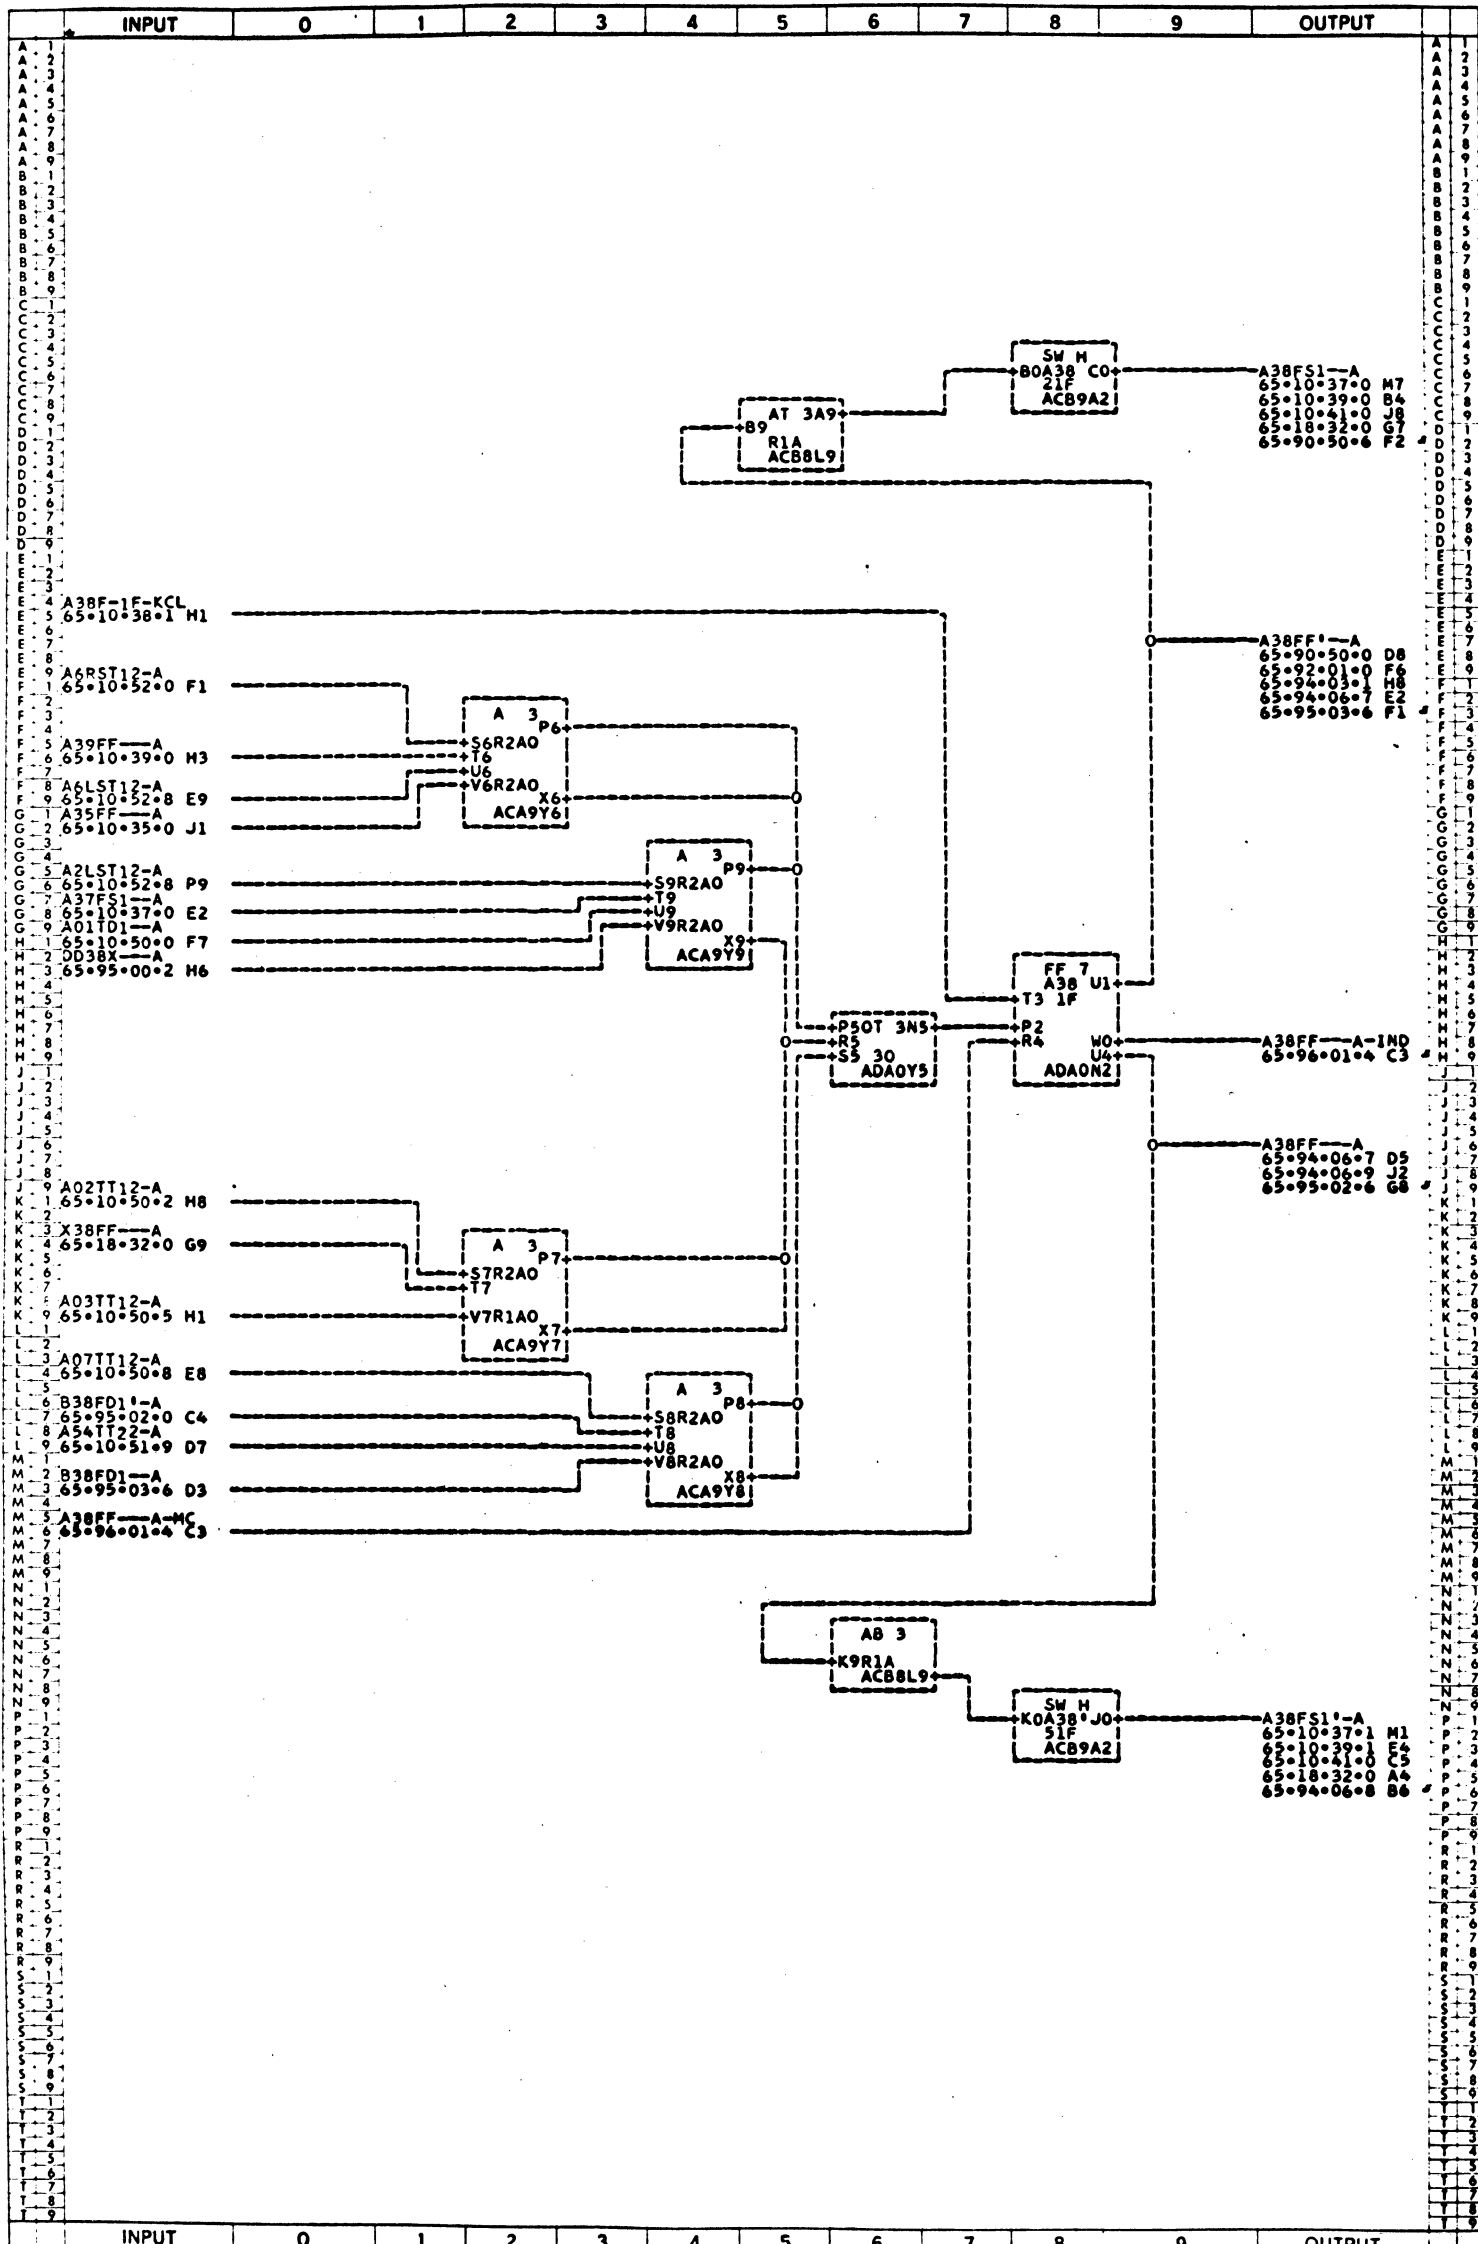 INPUT 0 1 2 3 4 5 6 7 8 9 OUTPUT
SW H
B0A38 C0
21F
ACB9A2
A38FS1--A
65•10•37•0 M7
65•10•39•0 B4
65•10•41•0 J8
65•18•32•0 G7
65•90•50•6 F2
AT 3A9
B9
R1A
ACB8L9
A38F-1F-KCL
65•10•38•1 H1
A38FF'--A
65•90•50•0 D8
65•92•01•0 F6
65•94•03•1 H8
65•94•06•7 E2
65•95•03•6 F1
A6RST12-A
65•10•52•0 F1
A39FF---A
65•10•39•0 H3
A6LST12-A
65•10•52•8 E9
A35FF---A
65•10•35•0 J1
A 3
P6
S6R2A0
T6
U6
V6R2A0
X6
ACA9Y6
A2LST12-A
65•10•52•8 P9
A37FS1--A
65•10•37•0 E2
A01TD1--A
65•10•50•0 F7
OD38X---A
65•95•00•2 H6
A 3
P9
S9R2A0
T9
U9
V9R2A0
X9
ACA9Y9
FF 7
A38 U1
T3 1F
P2
R4 W0
U4
ADA0N2
P5OT 3N5
R5
S5 30
ADA0Y5
A38FF---A-IND
65•96•01•4 C3
A38FF---A
65•94•06•7 D5
65•94•06•9 J2
65•95•02•6 G8
A02TT12-A
65•10•50•2 H8
X38FF---A
65•18•32•0 G9
A03TT12-A
65•10•50•5 H1
A 3
P7
S7R2A0
T7
V7R1A0
X7
ACA9Y7
A07TT12-A
65•10•50•8 E8
B38FD1'-A
65•95•02•0 C4
A54TT22-A
65•10•51•9 D7
B38FD1--A
65•95•03•6 D3
A 3
P8
S8R2A0
T8
U8
V8R2A0
X8
ACA9Y8
A38FF---A-MC
65•96•01•4 C3
AB 3
K9R1A
ACB8L9
SW H
K0A38'J0
51F
ACB9A2
A38FS1'-A
65•10•37•1 M1
65•10•39•1 E4
65•10•41•0 C5
65•18•32•0 A4
65•94•06•8 B6
INPUT 0 1 2 3 4 5 6 7 8 9 OUTPUT